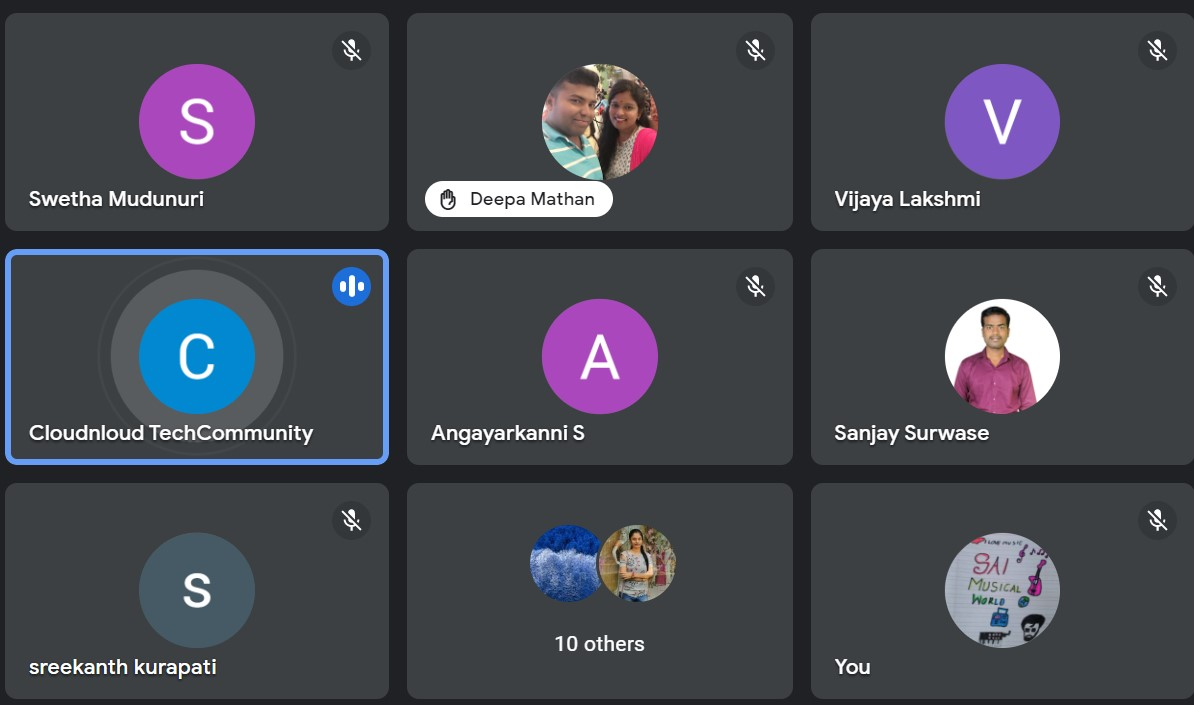 S
Swetha Mudunuri
Deepa Mathan
V
Vijaya Lakshmi
C
Cloudnloud TechCommunity
A
Angayarkanni S
Sanjay Surwase
s
sreekanth kurapati
10 others
SAI
MUSICAL
WORLD
You